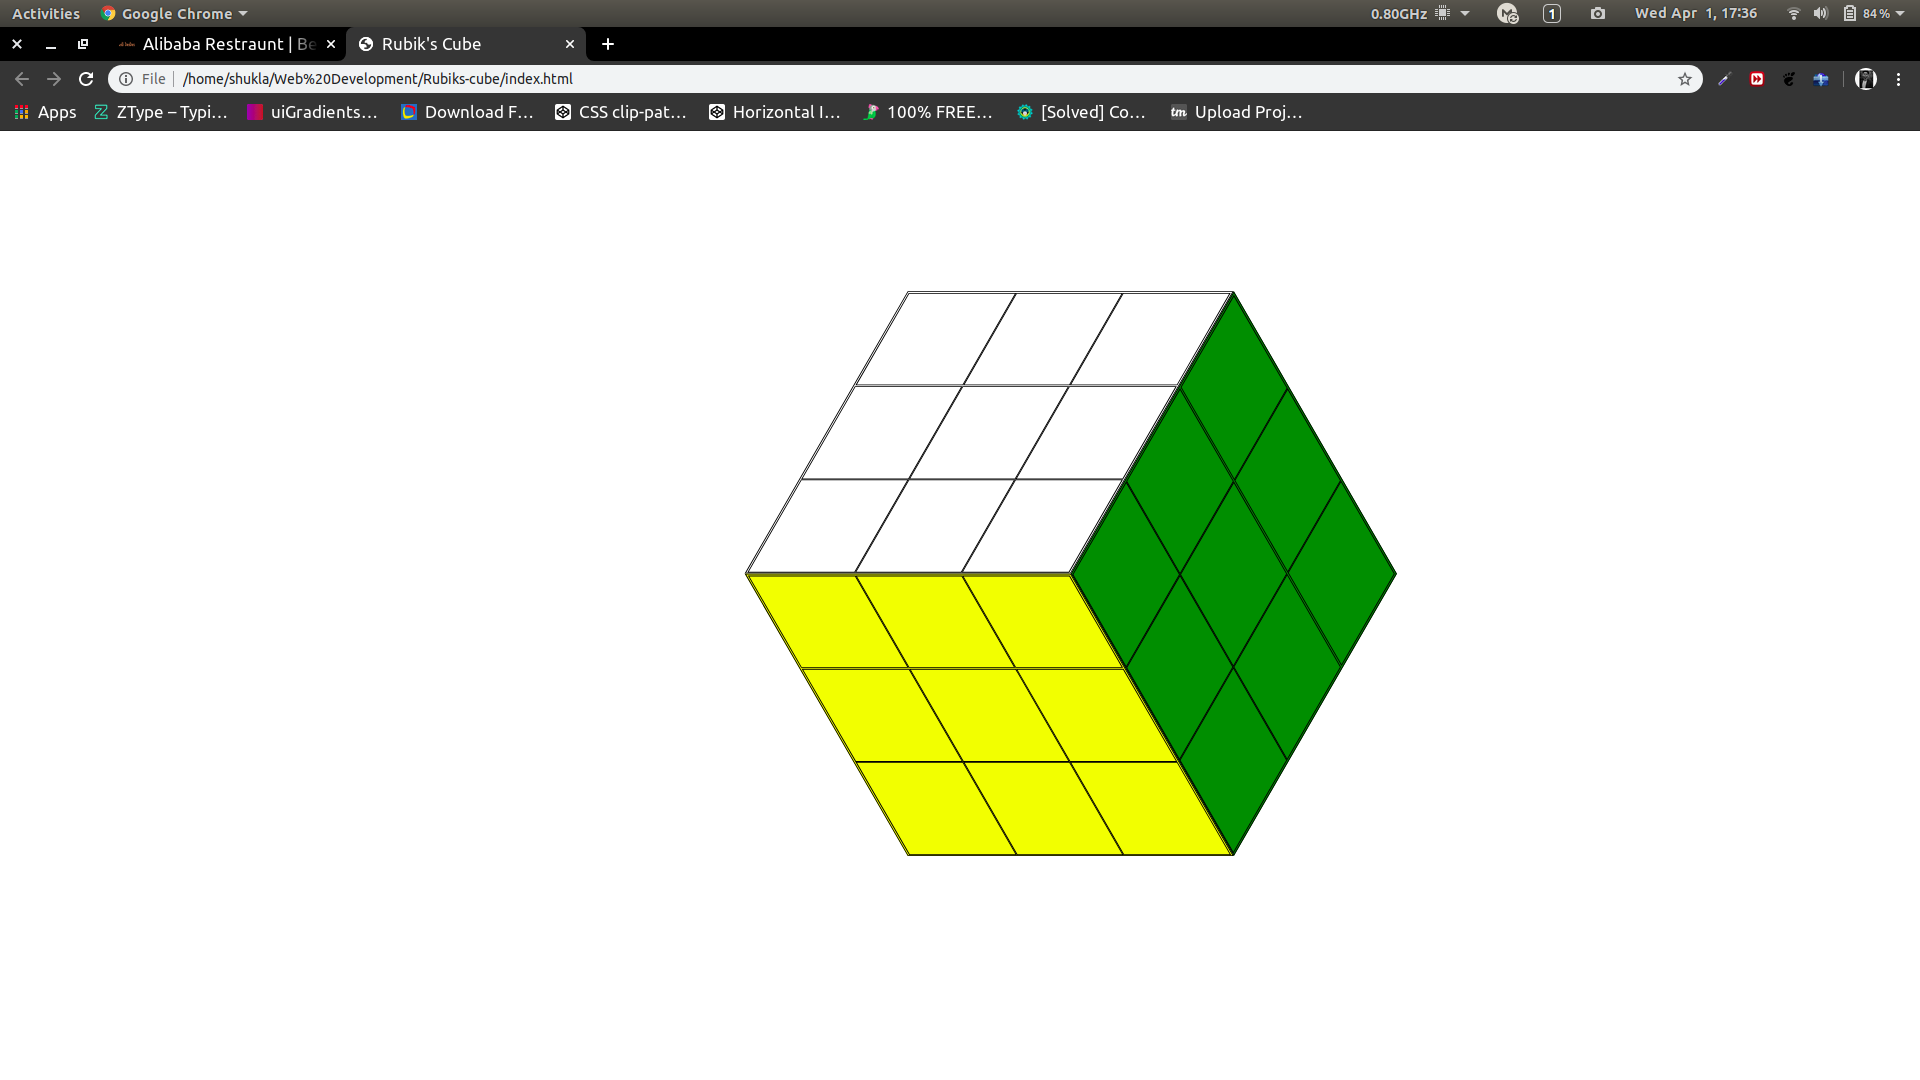 Activities Google Chrome 0.80GHz 1 Wed Apr 1, 17:36 84%
Alibaba Restraunt | Be Rubik's Cube
File /home/shukla/Web%20Development/Rubiks-cube/index.html
Apps ZType – Typi... uiGradients... Download F... CSS clip-pat... Horizontal I... 100% FREE... [Solved] Co... tm Upload Proj...